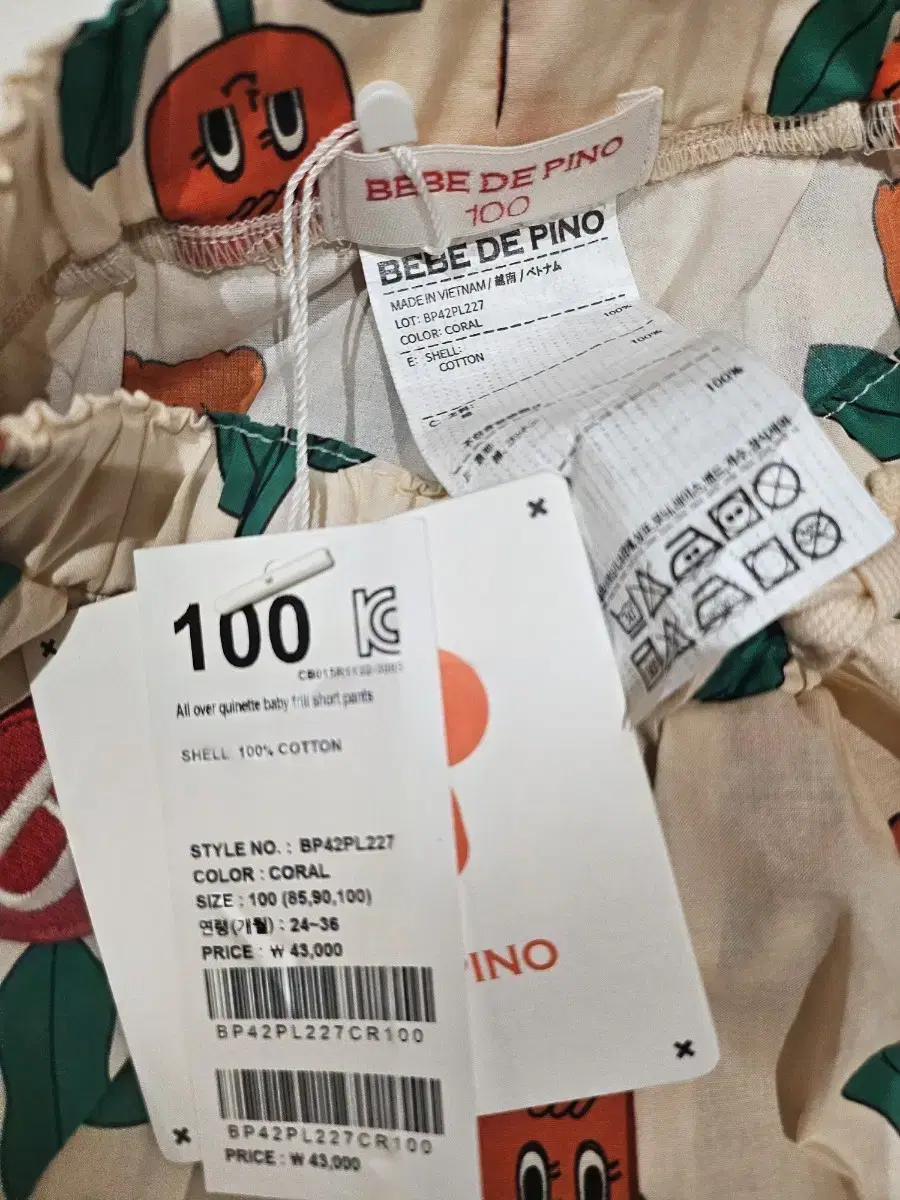 BEBE DE PINO
100
BEBE DE PINO
MADE IN VIETNAM / 越南 / ベトナム
LOT: BP42PL227
COLOR: CORAL
E: SHELL: 100%
COTTON
100%
100%
100
KC
All over quinette baby frill short pants
SHELL 100% COTTON
STYLE NO. : BP42PL227
COLOR : CORAL
SIZE : 100 (85,90,100)
연령(개월) : 24~36
PRICE : ₩ 43,000
BP42PL227CR100
BP42PL227CR100
PRICE : ₩ 43,000
PINO